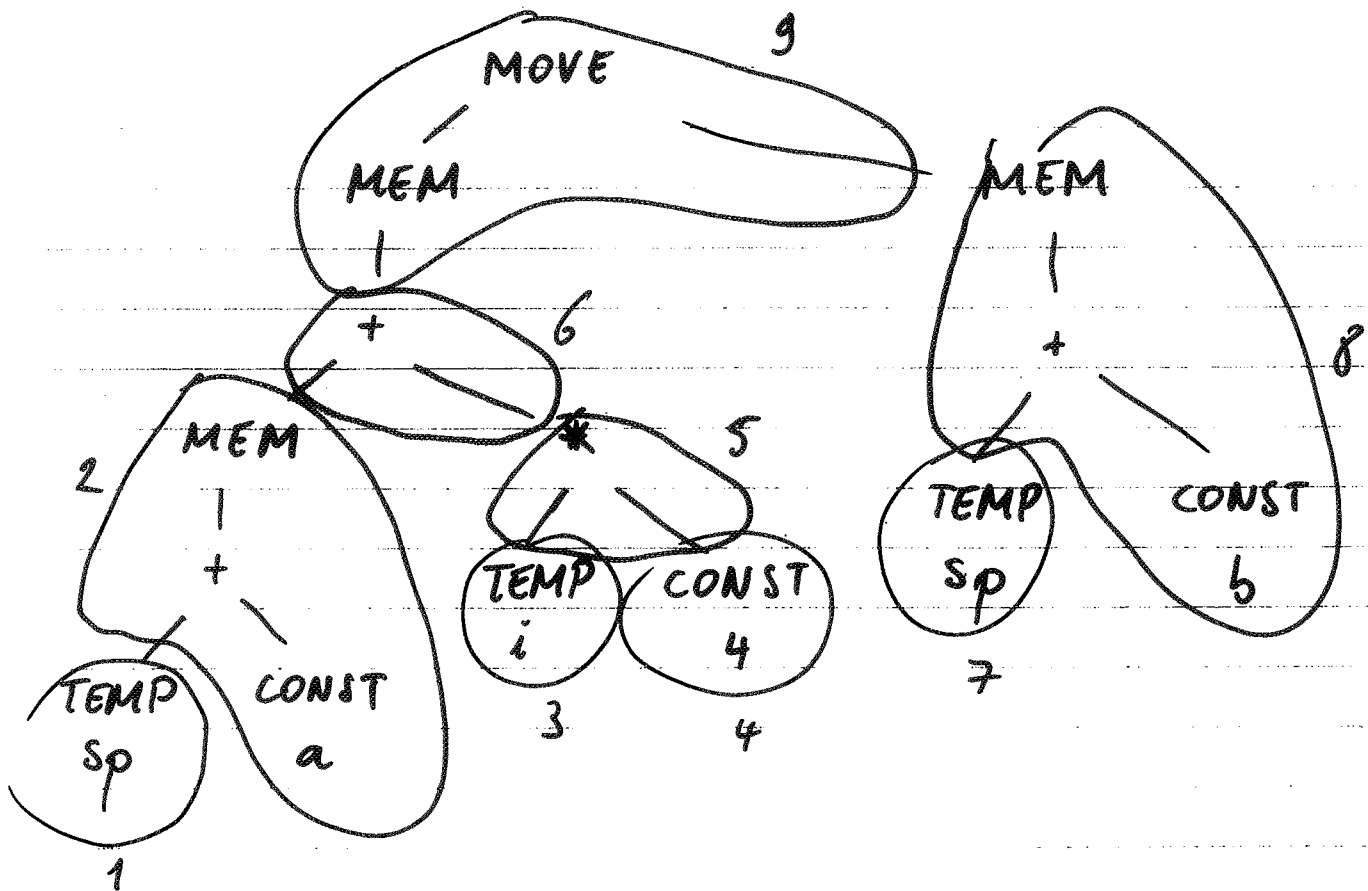 9
MOVE
MEM MEM
+ 6
+ 8
MEM * 5
2
+
TEMP CONST TEMP CONST
i 4 sp b
TEMP CONST 3 4 7
sp a
1